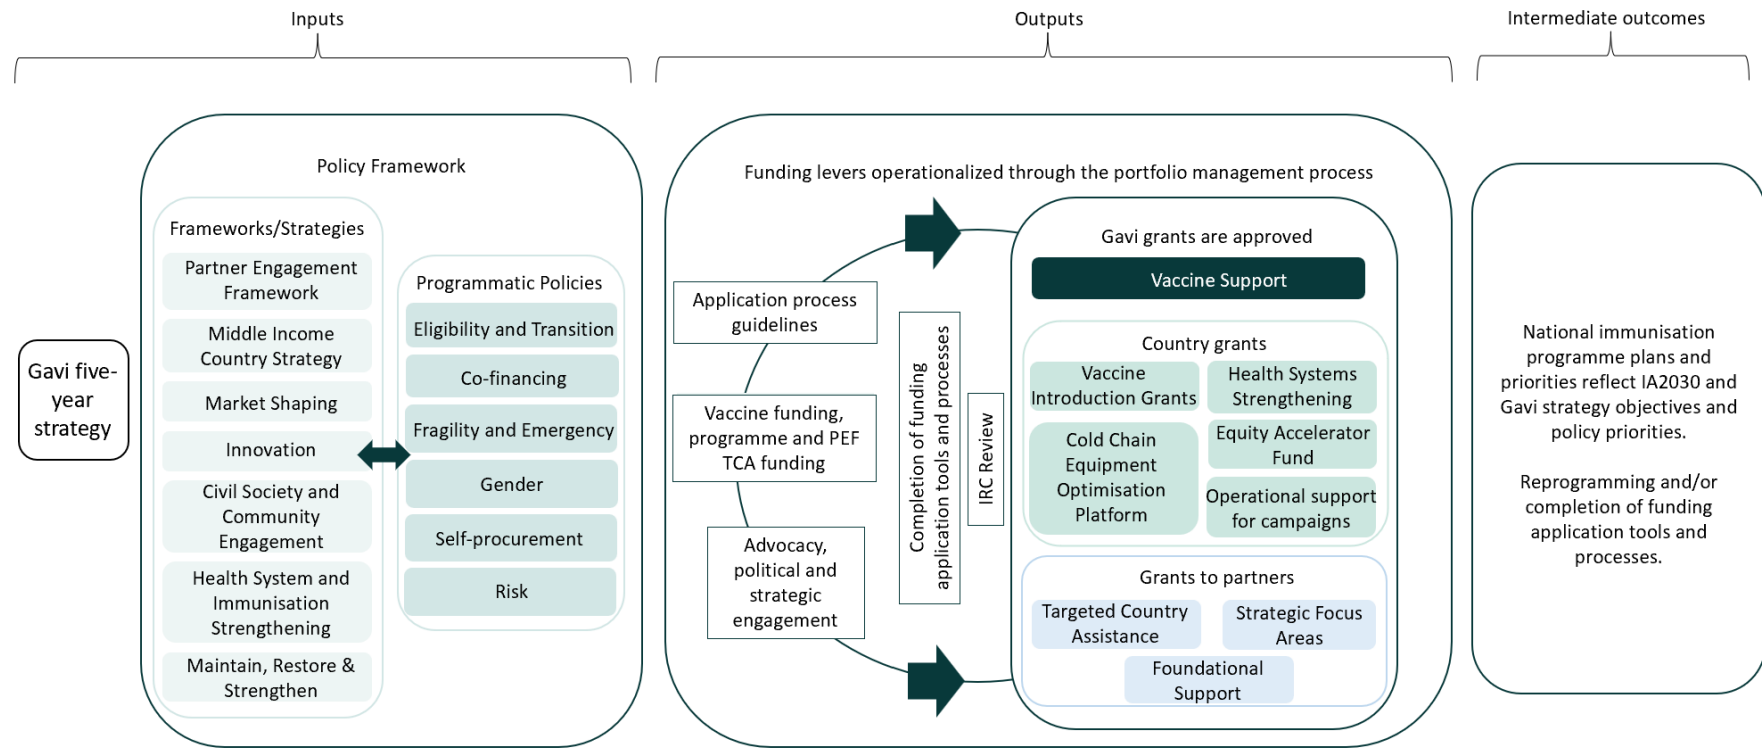 Inputs
Outputs
Intermediate outcomes
Policy Framework
Gavi five-
year
strategy
Frameworks/Strategies
Partner Engagement
Framework
Middle Income
Country Strategy
Market Shaping
Innovation
Civil Society and
Community
Engagement
Health System and
Immunisation
Strengthening
Maintain, Restore &
Strengthen
Programmatic Policies
Eligibility and Transition
Co-financing
Fragility and Emergency
Gender
Self-procurement
Risk
Funding levers operationalized through the portfolio management process
Application process
guidelines
Vaccine funding,
programme and PEF
TCA funding
Advocacy,
political and
strategic
engagement
Completion of funding
application tools and processes
IRC Review
Gavi grants are approved
Vaccine Support
Country grants
Vaccine
Introduction Grants
Health Systems
Strengthening
Cold Chain
Equipment
Optimisation
Platform
Equity Accelerator
Fund
Operational support
for campaigns
Grants to partners
Targeted Country
Assistance
Strategic Focus
Areas
Foundational
Support
National immunisation
programme plans and
priorities reflect IA2030 and
Gavi strategy objectives and
policy priorities.
Reprogramming and/or
completion of funding
application tools and
processes.